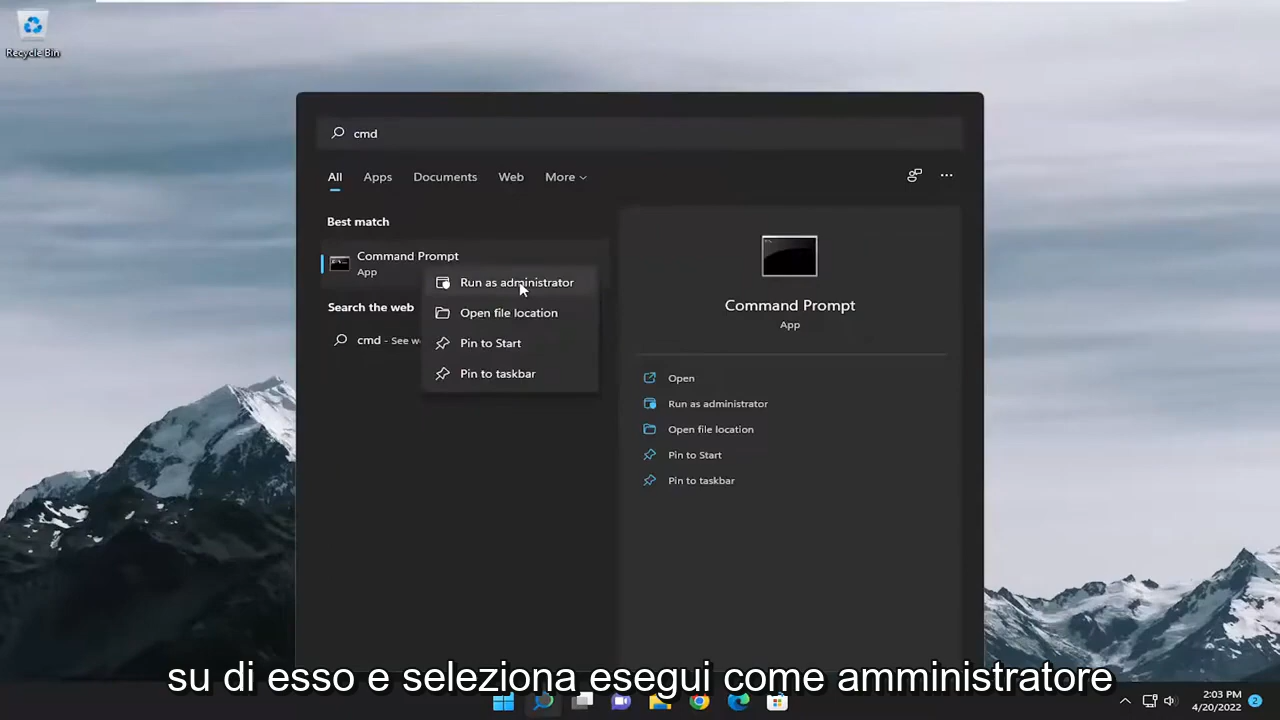 Recycle Bin
cmd
All Apps Documents Web More
Best match
Command Prompt
App
Run as administrator
Search the web
Open file location
cmd - See
Pin to Start
Pin to taskbar
Command Prompt
App
Open
Run as administrator
Open file location
Pin to Start
Pin to taskbar
su di esso e seleziona esegui come amministratore
2:03 PM
4/20/2022
2